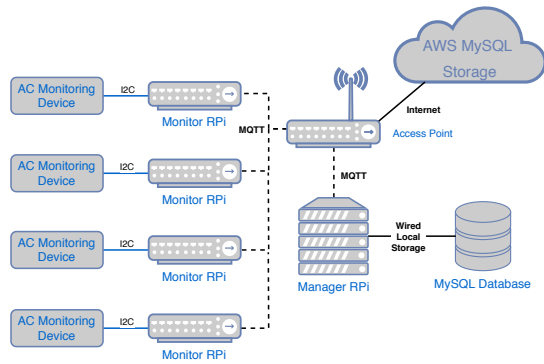 AWS MySQL
Storage
AC Monitoring
Device
I2C
Monitor RPi
MQTT
Internet
Access Point
AC Monitoring
Device
I2C
Monitor RPi
MQTT
AC Monitoring
Device
I2C
Monitor RPi
Manager RPi
Wired
Local
Storage
MySQL Database
AC Monitoring
Device
I2C
Monitor RPi